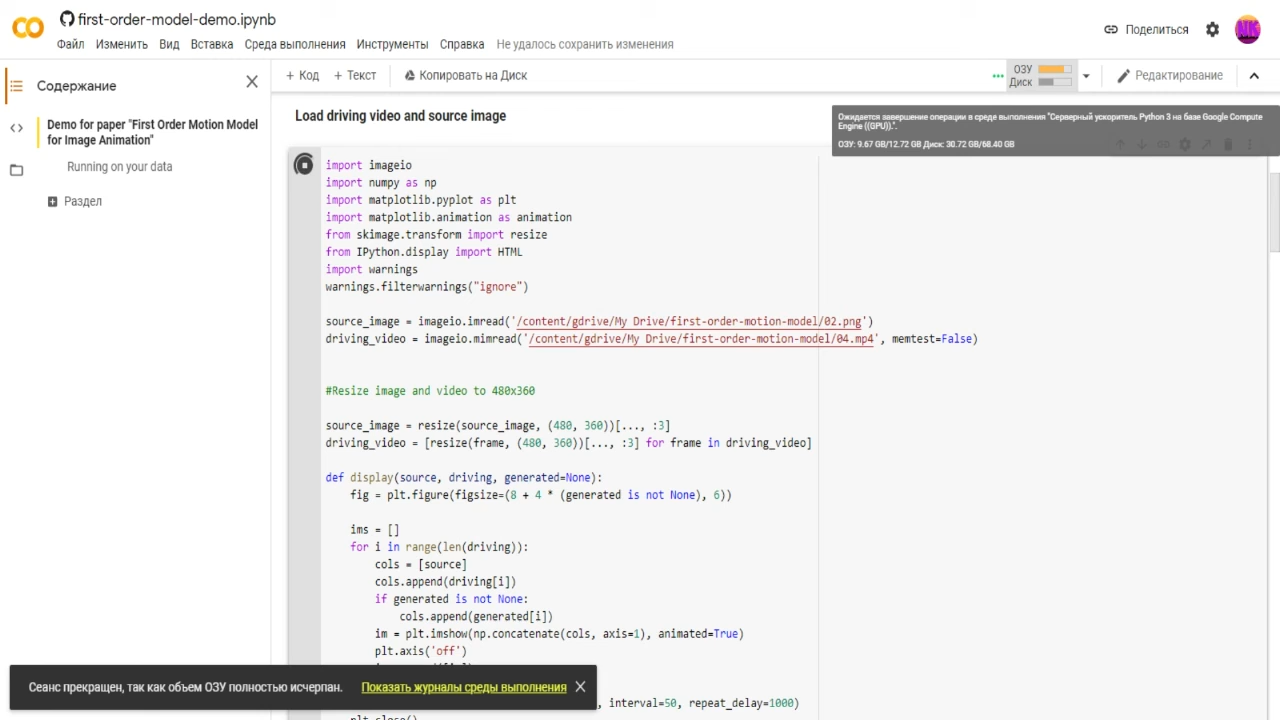 first-order-model-demo.ipynb
Файл Изменить Вид Вставка Среда выполнения Инструменты Справка Не удалось сохранить изменения
Поделиться
Содержание
+ Код + Текст Копировать на Диск
ОЗУ
Диск
Редактирование
Demo for paper "First Order Motion Model
for Image Animation"
Running on your data
Раздел
Ожидается завершение операции в среде выполнения "Серверный ускоритель Python 3 на базе Google Compute
Engine ((GPU)).".
ОЗУ: 9.67 GB/12.72 GB Диск: 30.72 GB/68.40 GB
Load driving video and source image
import imageio
import numpy as np
import matplotlib.pyplot as plt
import matplotlib.animation as animation
from skimage.transform import resize
from IPython.display import HTML
import warnings
warnings.filterwarnings("ignore")
source_image = imageio.imread('/content/gdrive/My Drive/first-order-motion-model/02.png')
driving_video = imageio.mimread('/content/gdrive/My Drive/first-order-motion-model/04.mp4', memtest=False)
#Resize image and video to 480x360
source_image = resize(source_image, (480, 360))[..., :3]
driving_video = [resize(frame, (480, 360))[..., :3] for frame in driving_video]
def display(source, driving, generated=None):
fig = plt.figure(figsize=(8 + 4 * (generated is not None), 6))
ims = []
for i in range(len(driving)):
cols = [source]
cols.append(driving[i])
if generated is not None:
cols.append(generated[i])
im = plt.imshow(np.concatenate(cols, axis=1), animated=True)
plt.axis('off')
, interval=50, repeat_delay=1000)
plt.close()
Сеанс прекращен, так как объем ОЗУ полностью исчерпан. Показать журналы среды выполнения